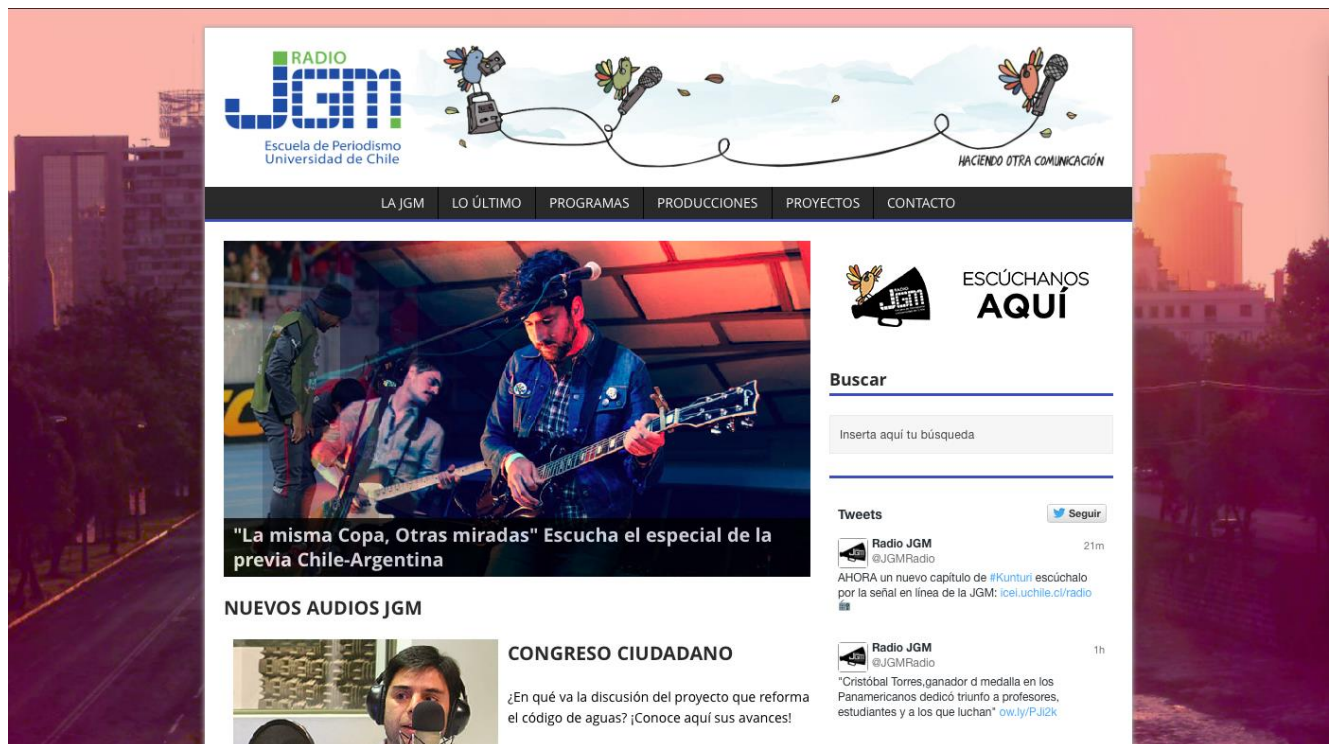 RADIO
JGM
Escuela de Periodismo
Universidad de Chile
HACIENDO OTRA COMUNICACIÓN
LA JGM
LO ÚLTIMO
PROGRAMAS
PRODUCCIONES
PROYECTOS
CONTACTO
"La misma Copa, Otras miradas" Escucha el especial de la
previa Chile-Argentina
NUEVOS AUDIOS JGM
CONGRESO CIUDADANO
¿En qué va la discusión del proyecto que reforma
el código de aguas? ¡Conoce aquí sus avances!
RADIO
JGM
ESCÚCHANOS
AQUÍ
Buscar
Inserta aquí tu búsqueda
Tweets
Seguir
Radio JGM
21m
@JGMRadio
AHORA un nuevo capítulo de #Kunturi escúchalo
por la señal en línea de la JGM: icei.uchile.cl/radio
Radio JGM
1h
@JGMRadio
"Cristóbal Torres,ganador d medalla en los
Panamericanos dedicó triunfo a profesores,
estudiantes y a los que luchan" ow.ly/PJi2k